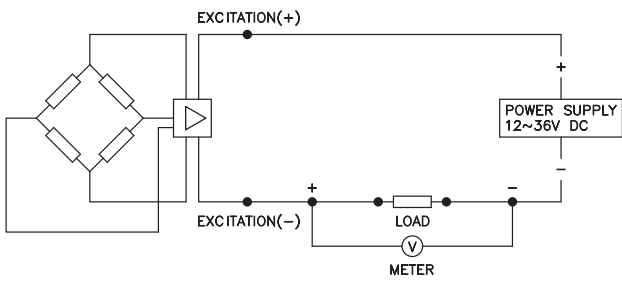 EXCITATION(+)
+
POWER SUPPLY
12~36V DC
−
+
−
EXCITATION(−)
LOAD
V
METER